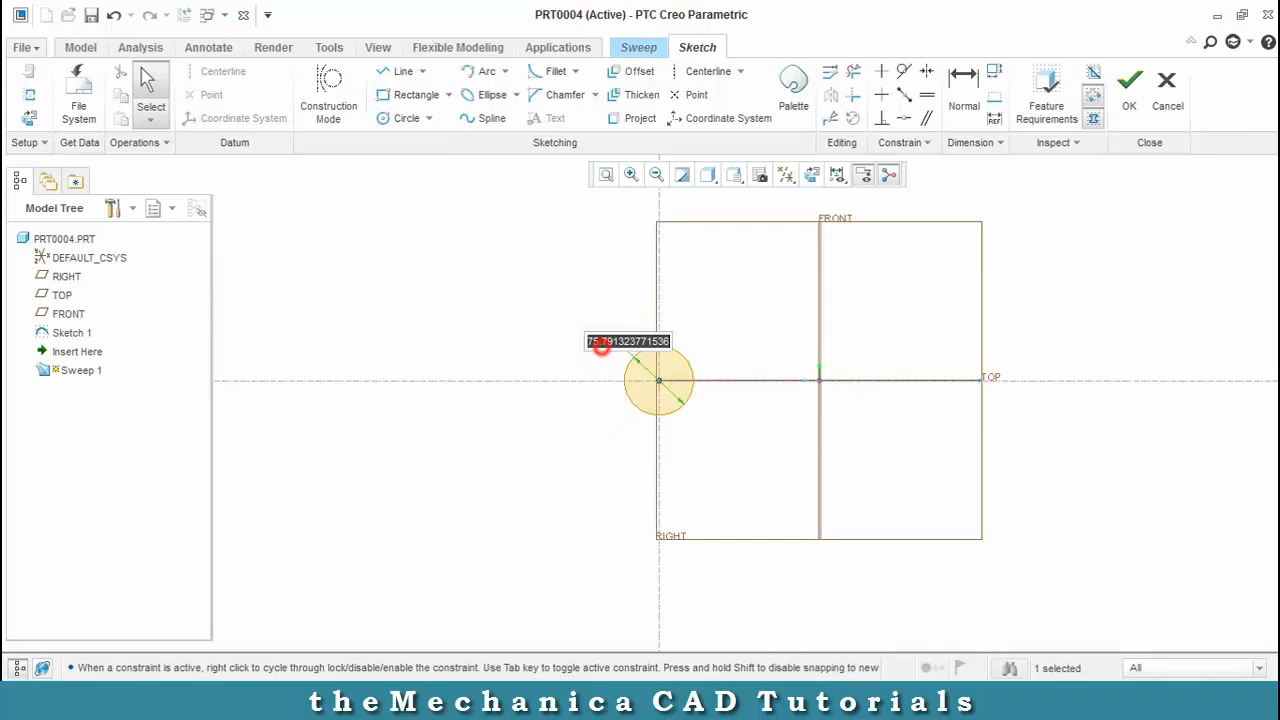 PRT0004 (Active) - PTC Creo Parametric
File Model Analysis Annotate Render Tools View Flexible Modeling Applications Sweep Sketch
Centerline Line Arc Fillet Offset Centerline
Point Rectangle Ellipse Chamfer Thicken Point
Coordinate System Circle Spline Text Project Coordinate System
File System
Select
Construction Mode
Palette
Normal
Feature Requirements
OK
Cancel
Setup Get Data Operations Datum Sketching Editing Constrain Dimension Inspect Close
Model Tree
PRT0004.PRT
DEFAULT_CSYS
RIGHT
TOP
FRONT
Sketch 1
Insert Here
Sweep 1
FRONT
75.791323771536
TOP
RIGHT
• When a constraint is active, right click to cycle through lock/disable/enable the constraint. Use Tab key to toggle active constraint. Press and hold Shift to disable snapping to new
1 selected
All
theMechanica CAD Tutorials